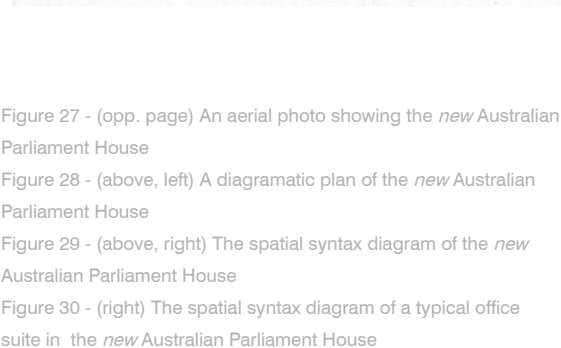 Figure 27 - (opp. page) An aerial photo showing the new Australian
Parliament House
Figure 28 - (above, left) A diagramatic plan of the new Australian
Parliament House
Figure 29 - (above, right) The spatial syntax diagram of the new
Australian Parliament House
Figure 30 - (right) The spatial syntax diagram of a typical office
suite in  the new Australian Parliament House